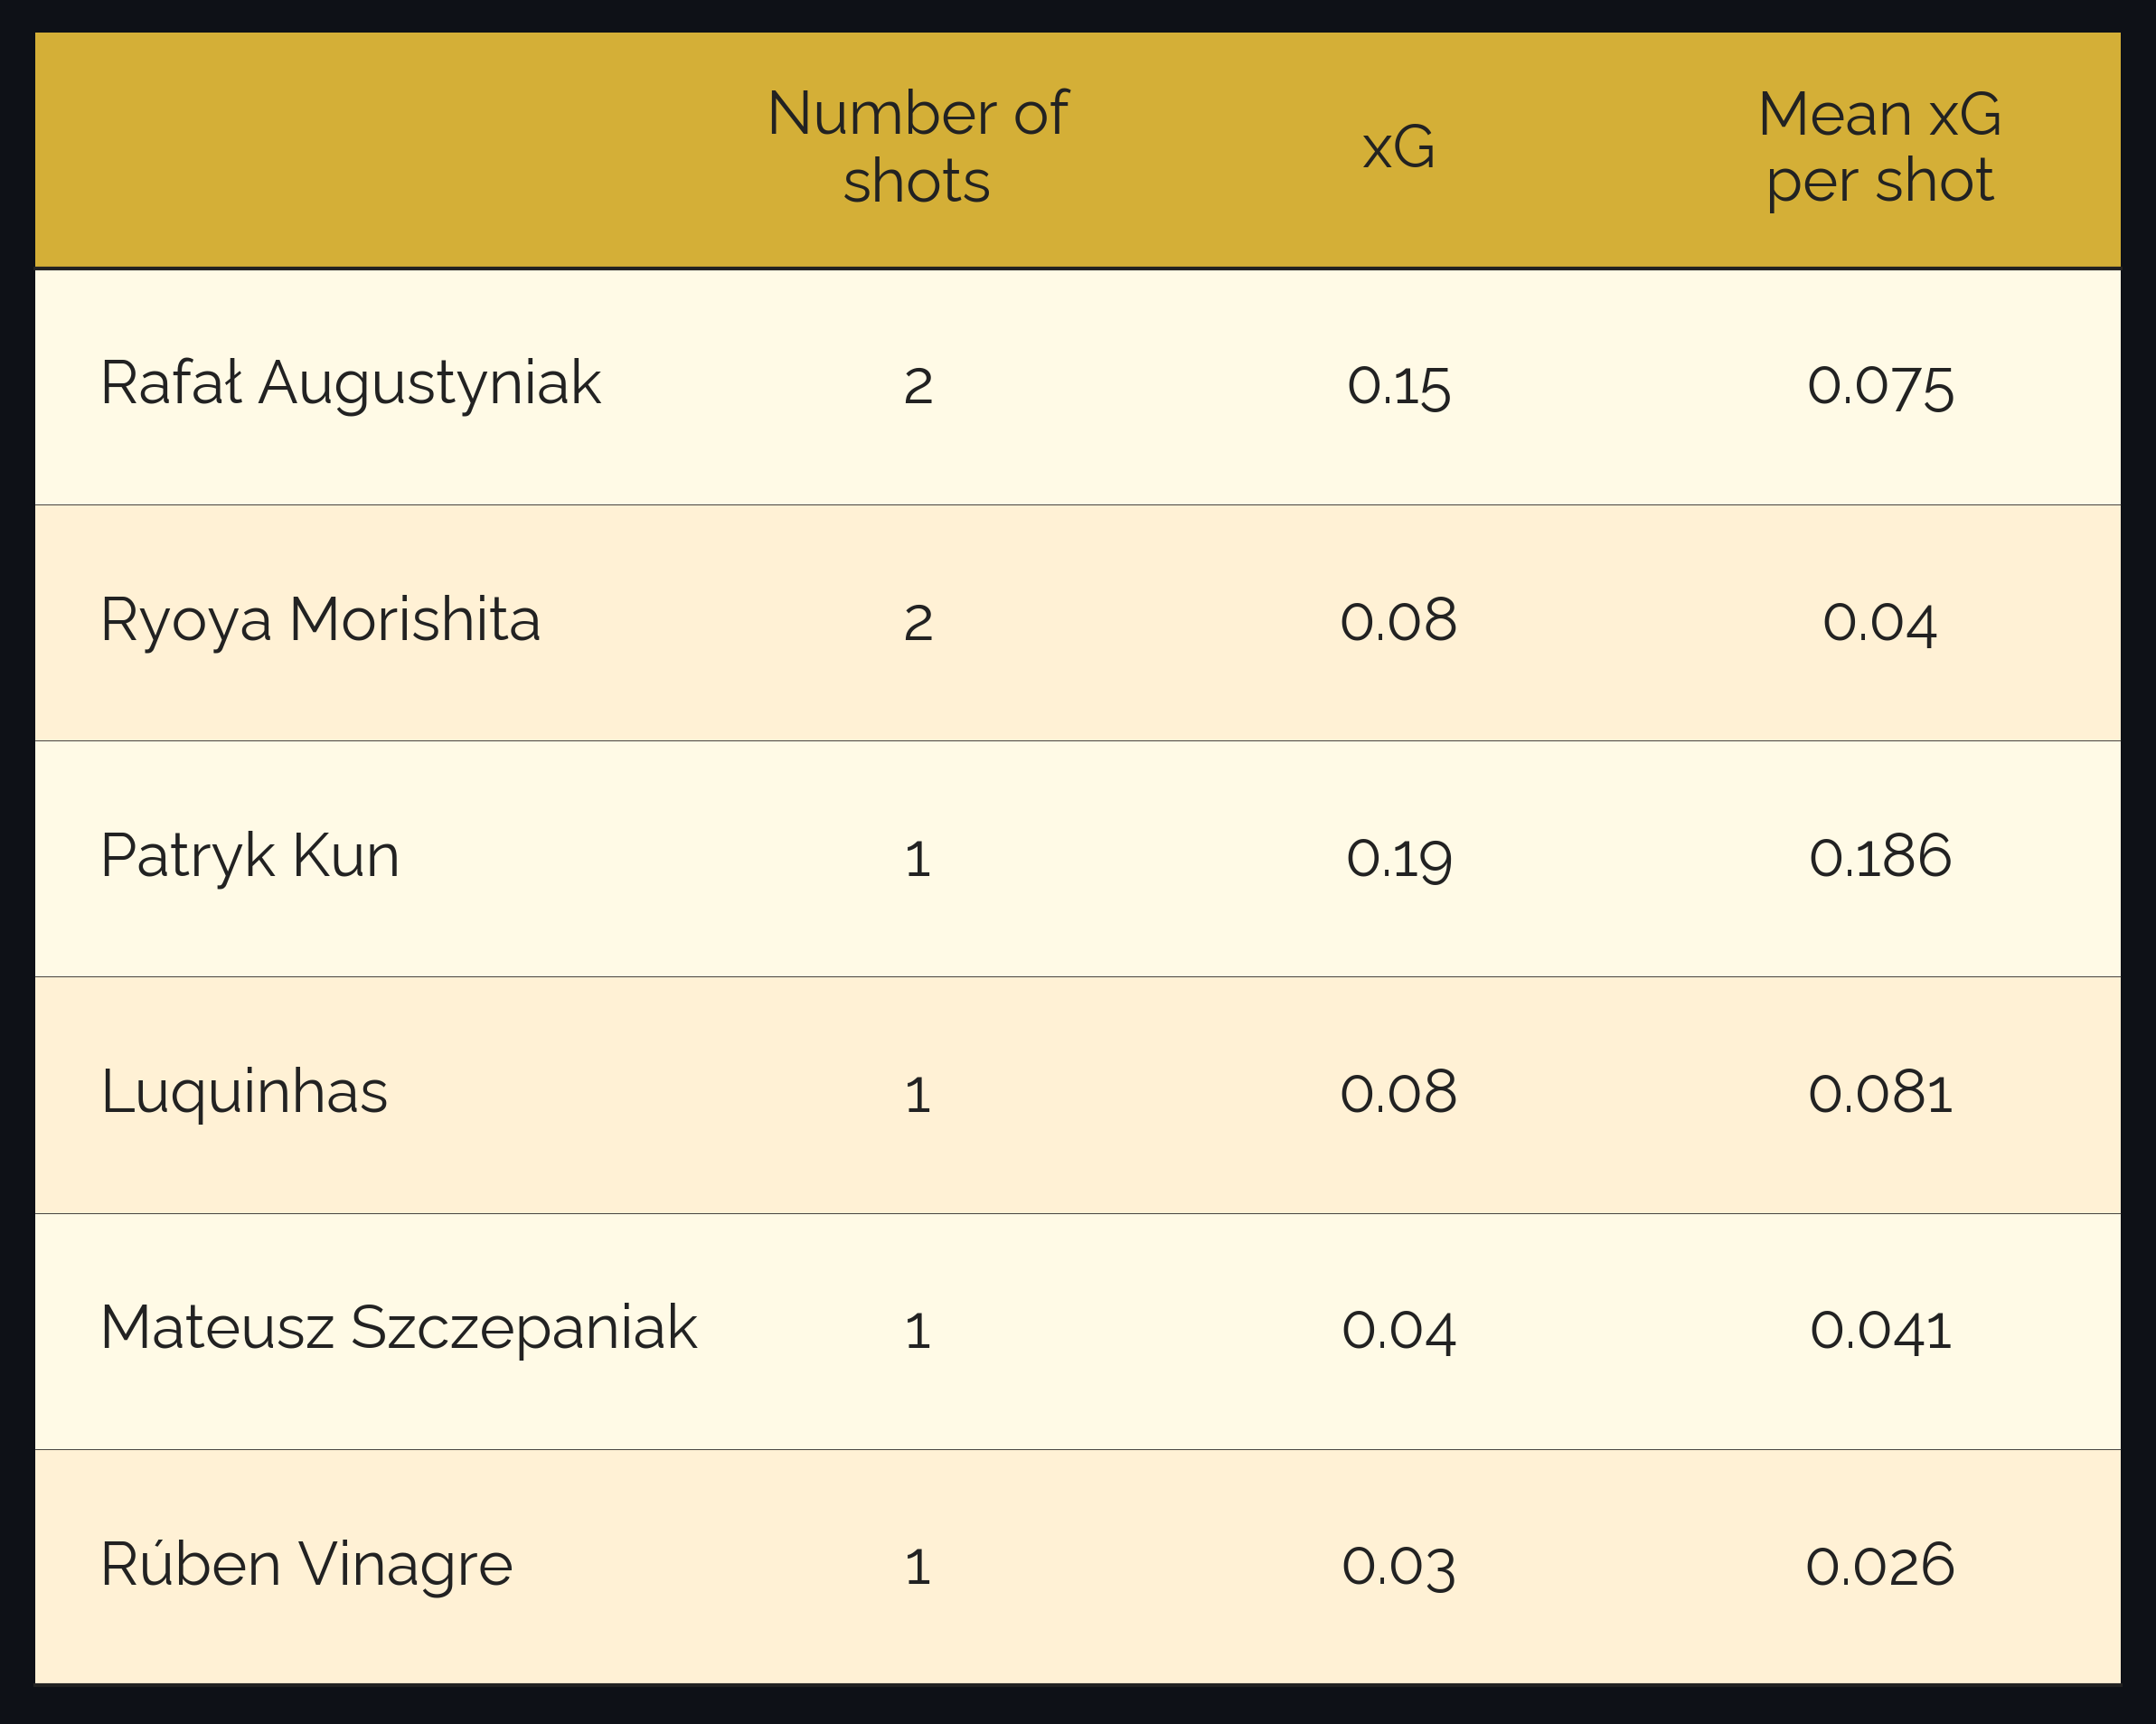 Number of shots xG Mean xG per shot
Rafał Augustyniak 2 0.15 0.075
Ryoya Morishita 2 0.08 0.04
Patryk Kun 1 0.19 0.186
Luquinhas 1 0.08 0.081
Mateusz Szczepaniak 1 0.04 0.041
Rúben Vinagre 1 0.03 0.026